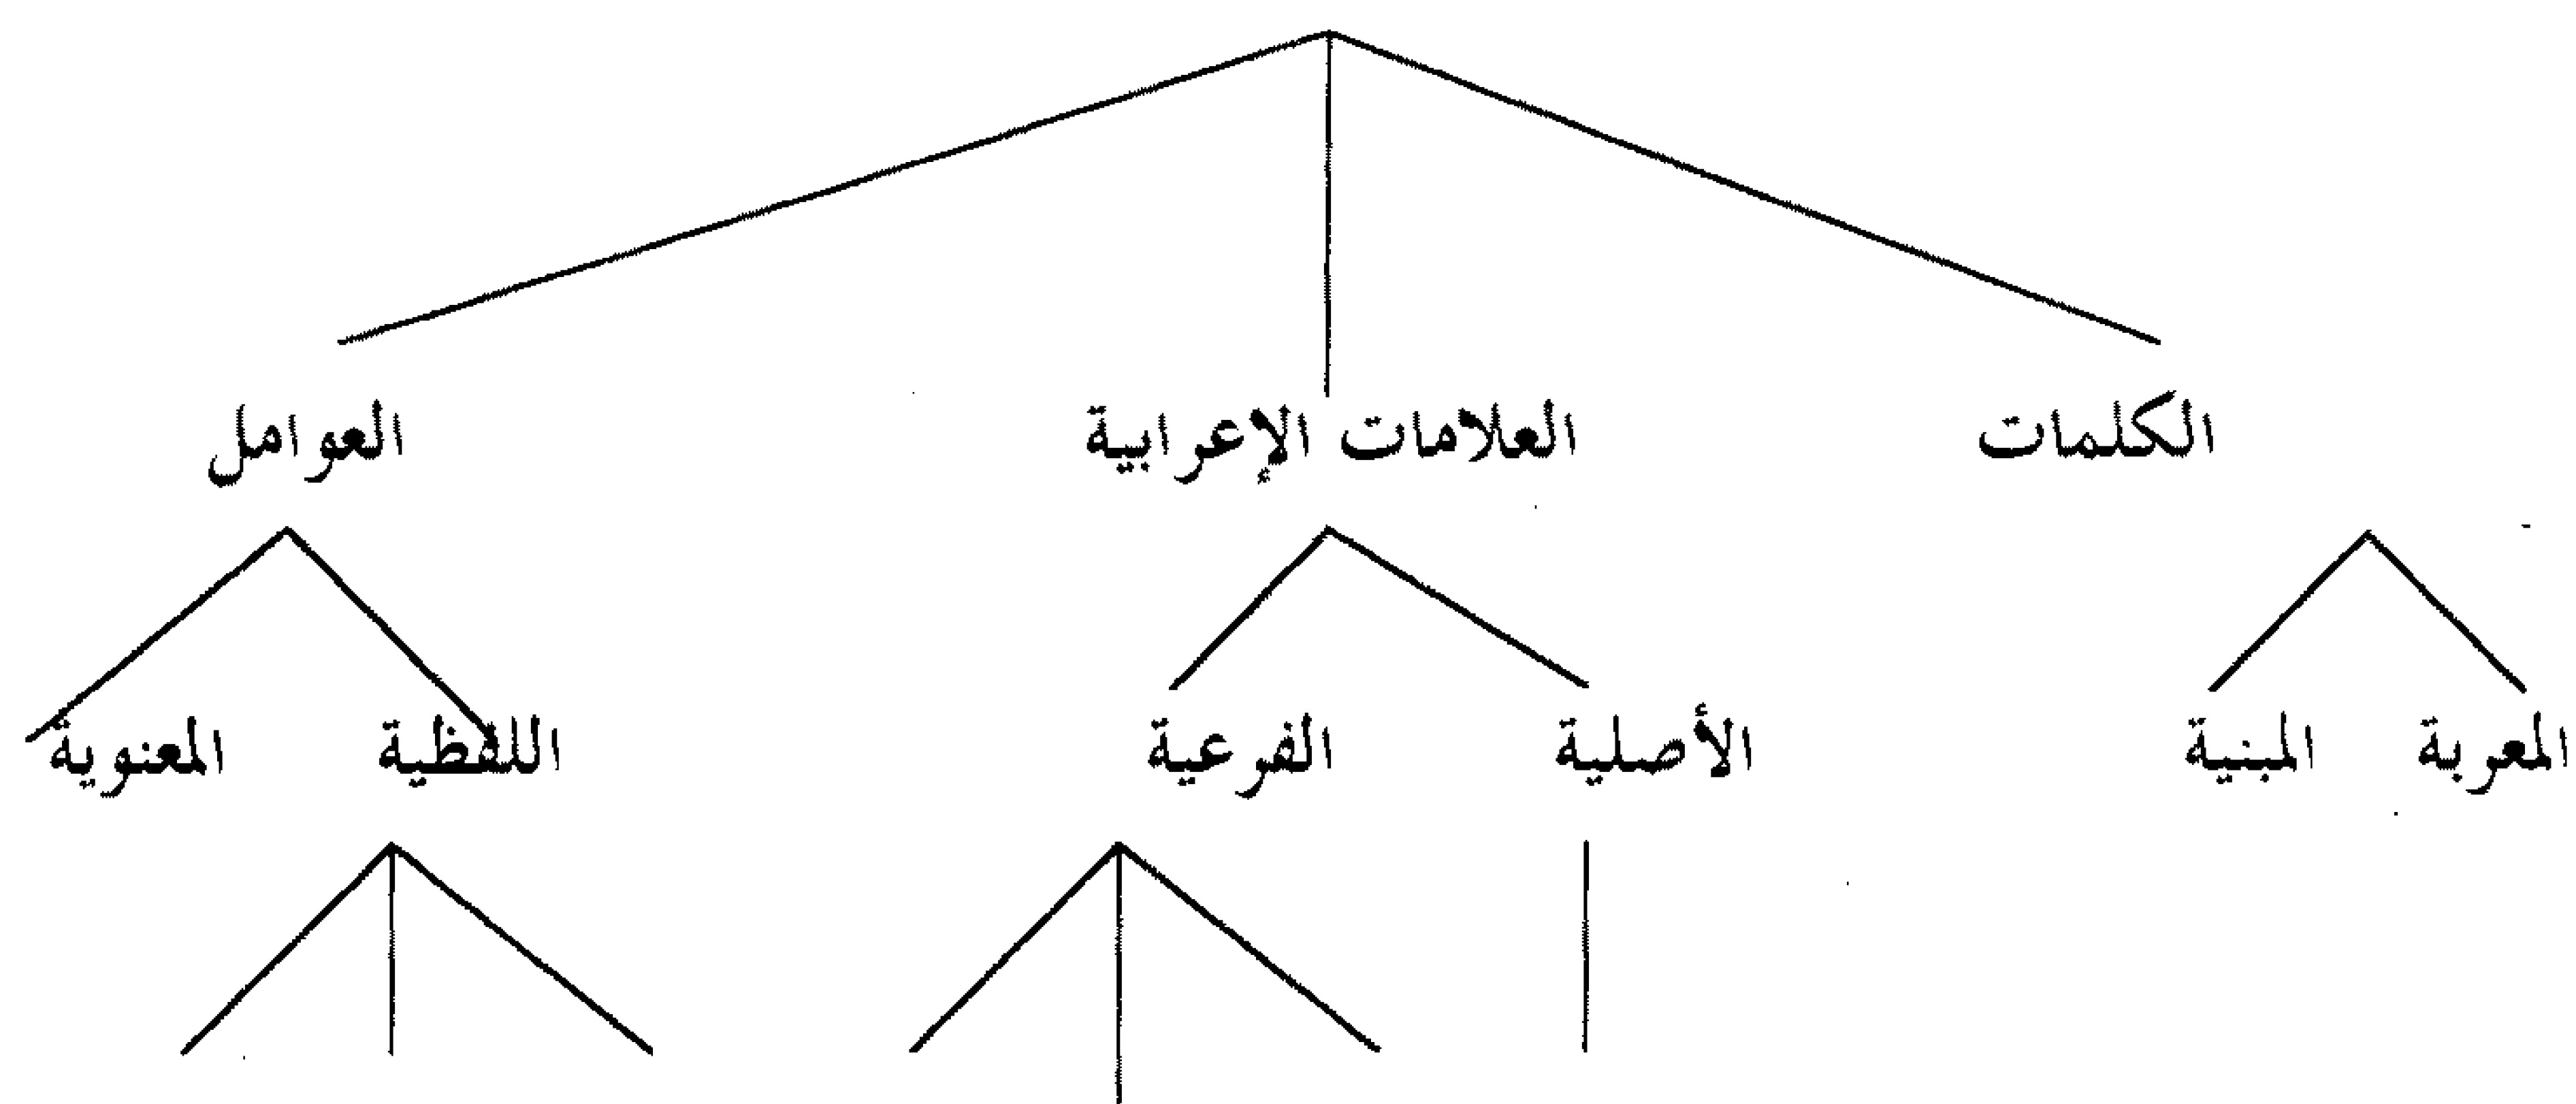 الكلمات العلامات الإعرابية العوامل
المعربة المبنية الأصلية الفرعية اللفظية المعنوية